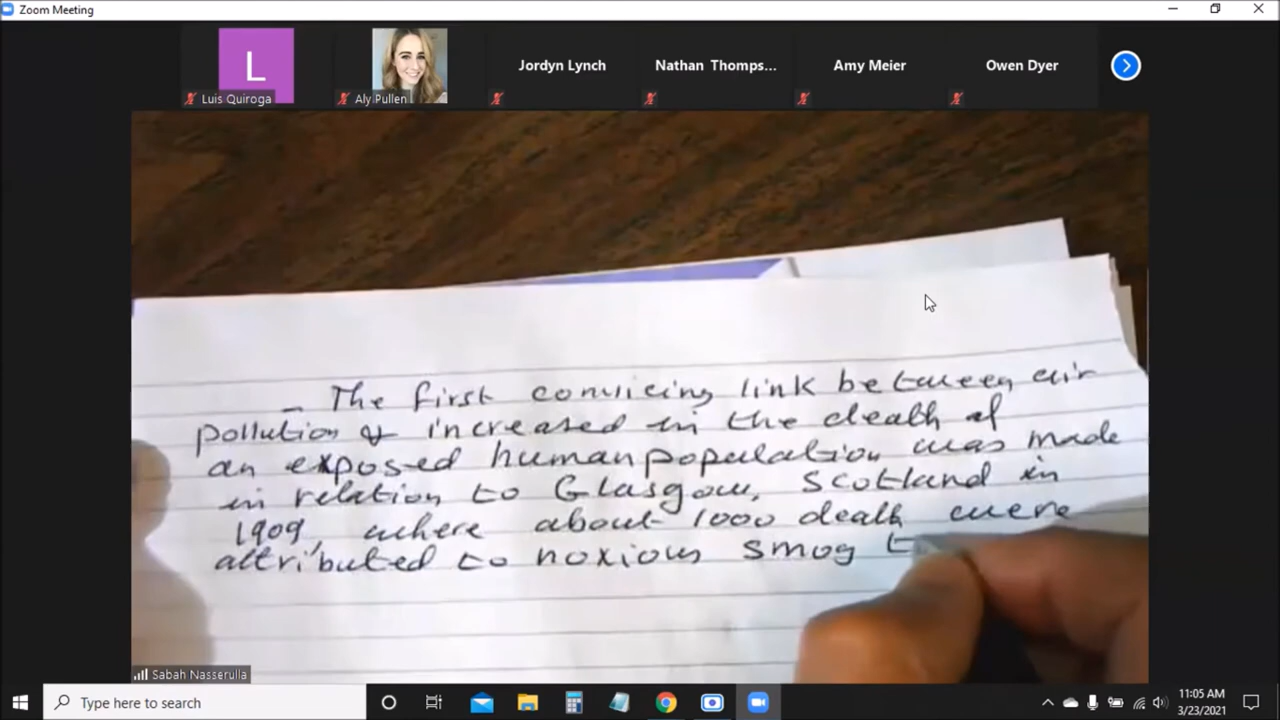 Zoom Meeting
L
Luis Quiroga
Aly Pullen
Jordyn Lynch
Nathan Thomps...
Amy Meier
Owen Dyer
_ The first convicing link between air
pollution & increased in the death of
an exposed human population was made
in relation to Glasgow, Scotland in
1909, where about 1000 death were
attributed to noxious smog t
Sabah Nasserulla
Type here to search
11:05 AM
3/23/2021